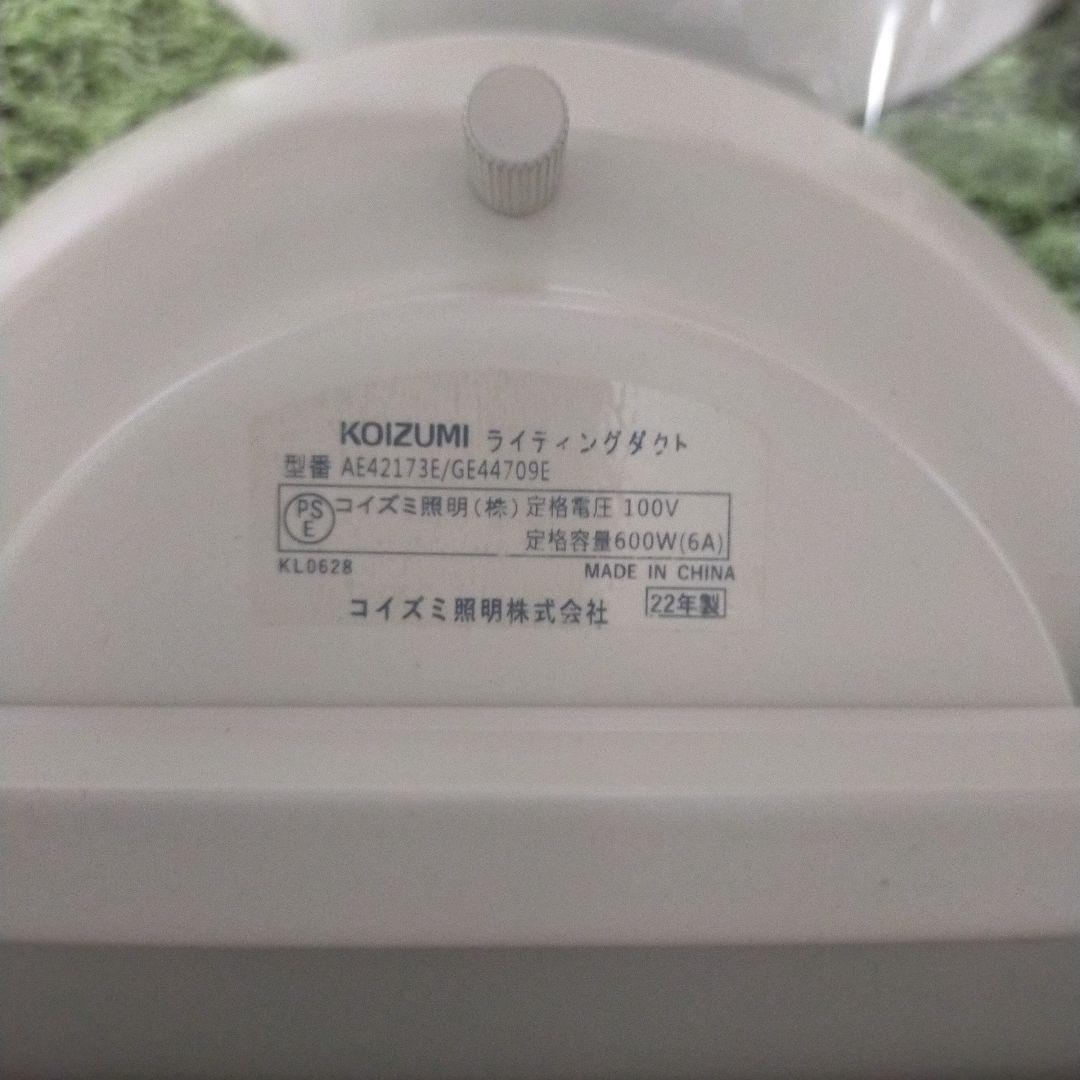 KOIZUMI ライティングダクト
型番 AE42173E/GE44709E
PS E コイズミ照明(株) 定格電圧 100V
定格容量600W(6A)
KL0628 MADE IN CHINA
コイズミ照明株式会社 22年製